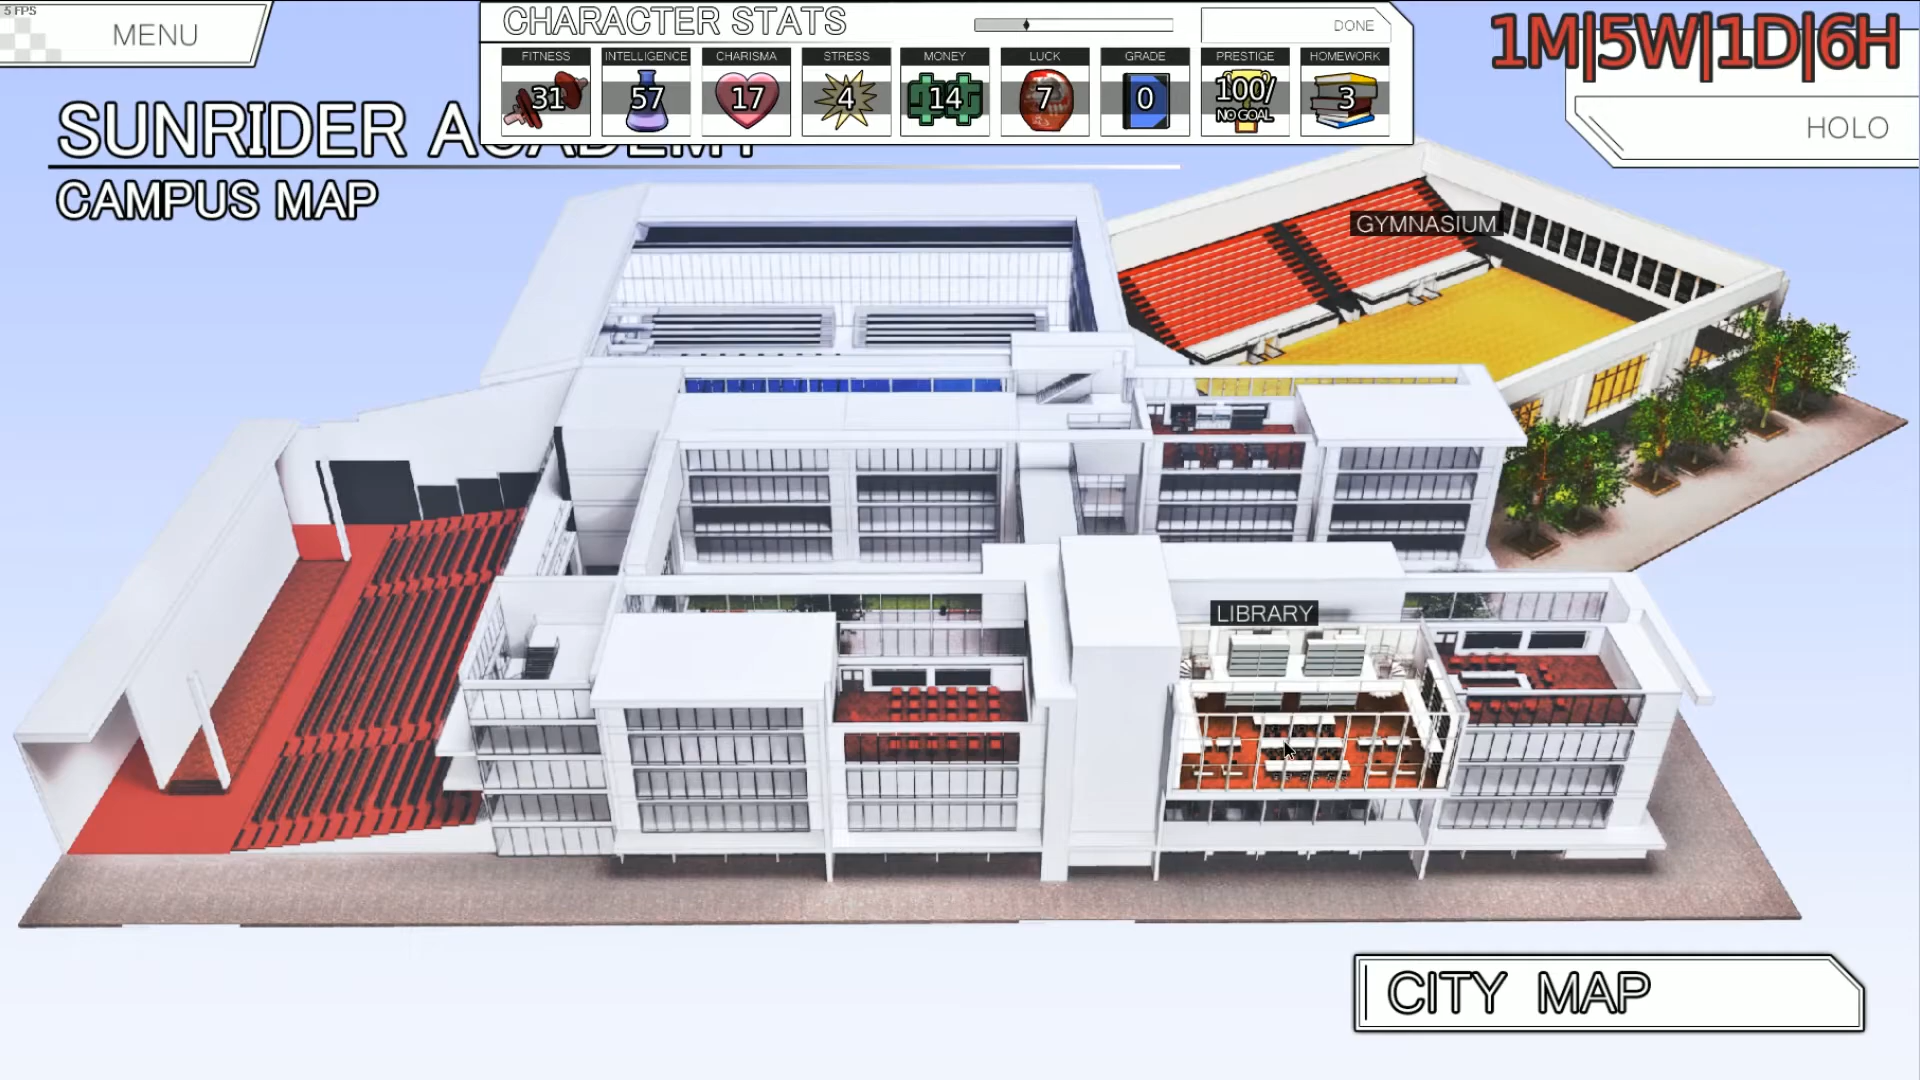 5 FPS
MENU
CHARACTER STATS
DONE
FITNESS INTELLIGENCE CHARISMA STRESS MONEY LUCK GRADE PRESTIGE HOMEWORK
31 57 17 4 14 7 0 100/ NO GOAL 3
1M|5W|1D|6H
HOLO
SUNRIDER ACADEMY
CAMPUS MAP
GYMNASIUM
LIBRARY
CITY MAP